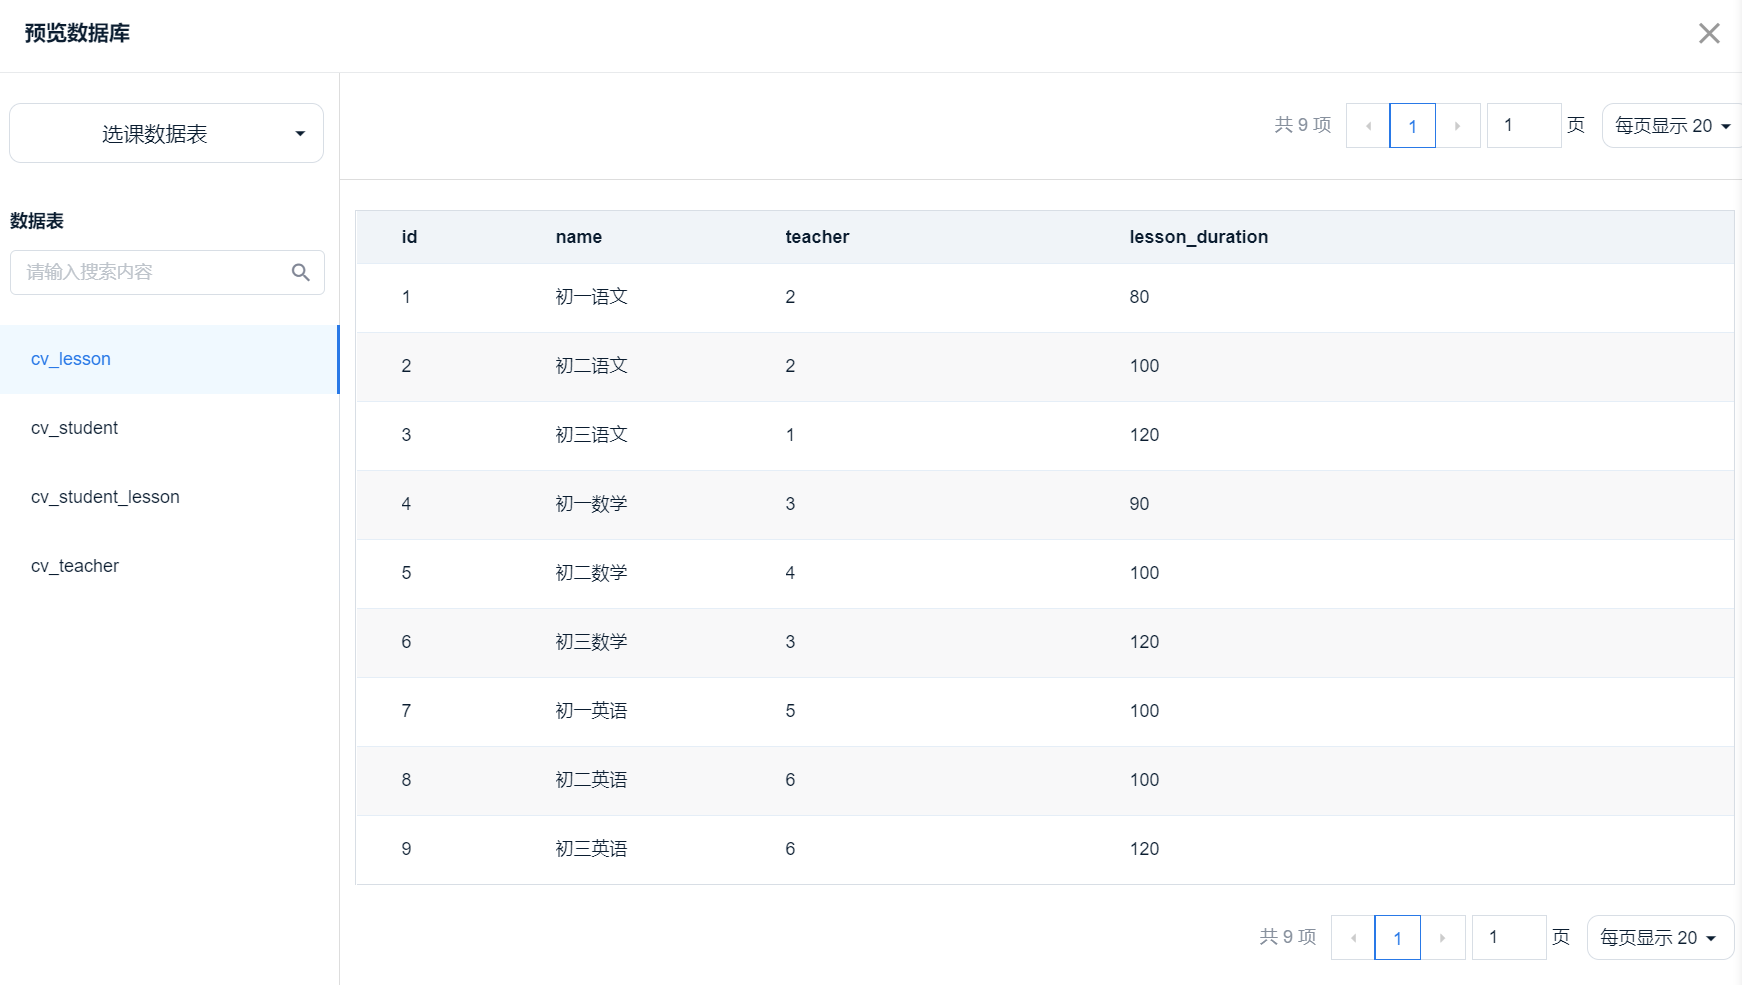 预览数据库
选课数据表
数据表
请输入搜索内容
cv_lesson
cv_student
cv_student_lesson
cv_teacher
共 9 项 1 1 页 每页显示 20
id name teacher lesson_duration
1 初一语文 2 80
2 初二语文 2 100
3 初三语文 1 120
4 初一数学 3 90
5 初二数学 4 100
6 初三数学 3 120
7 初一英语 5 100
8 初二英语 6 100
9 初三英语 6 120
共 9 项 1 1 页 每页显示 20